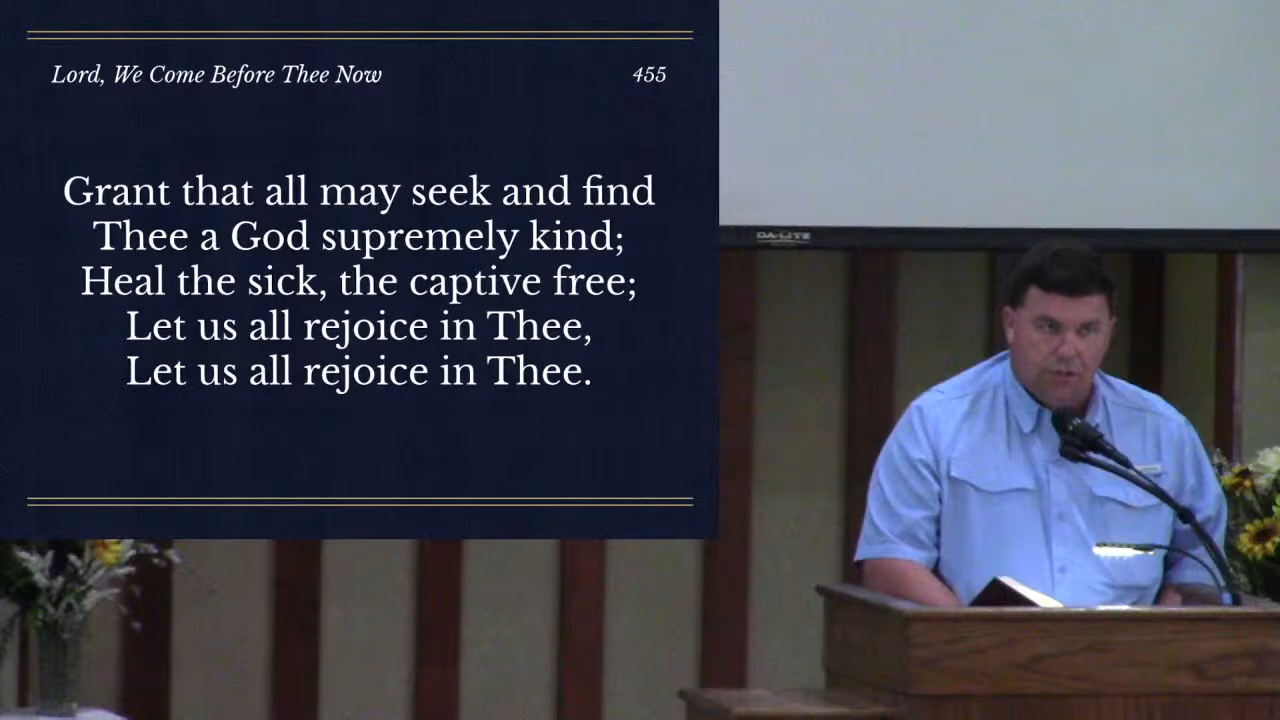 Lord, We Come Before Thee Now
455
Grant that all may seek and find
Thee a God supremely kind;
Heal the sick, the captive free;
Let us all rejoice in Thee,
Let us all rejoice in Thee.
DA-LITE